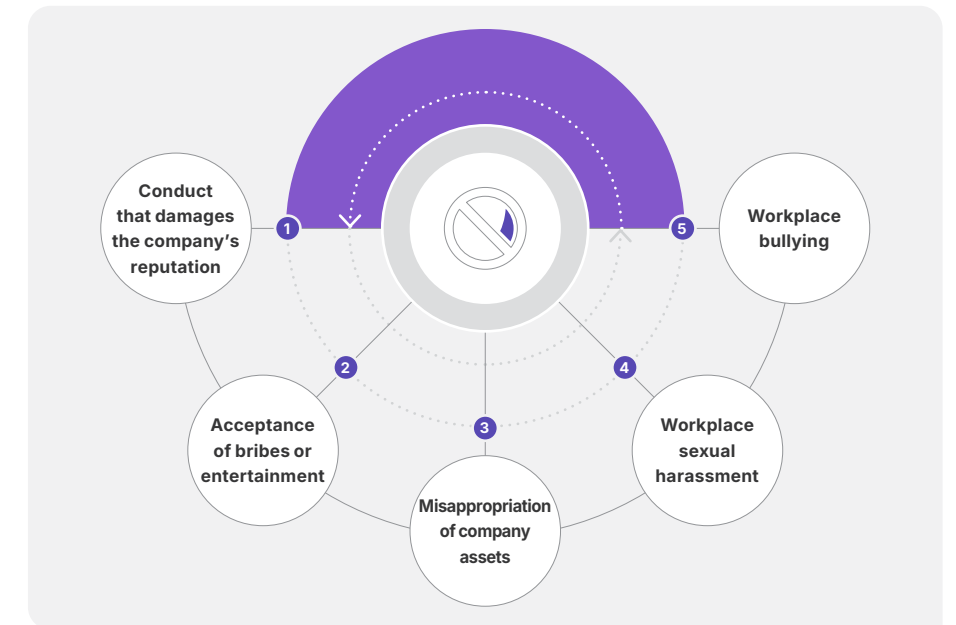 1
Conduct
that damages
the company’s
reputation
2
Acceptance
of bribes or
entertainment
3
Misappropriation
of company
assets
4
Workplace
sexual
harassment
5
Workplace
bullying